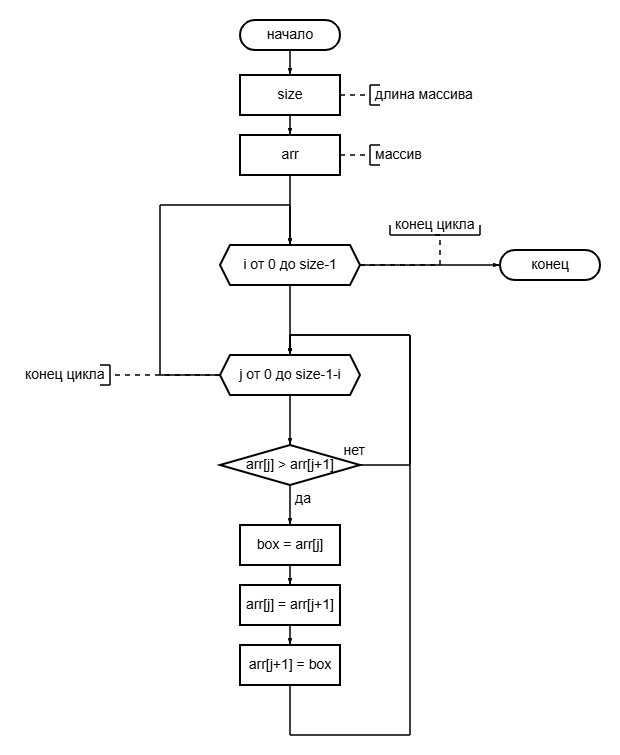 начало
size
длина массива
arr
массив
конец цикла
i от 0 до size-1
конец
конец цикла
j от 0 до size-1-i
arr[j] > arr[j+1]
нет
да
box = arr[j]
arr[j] = arr[j+1]
arr[j+1] = box